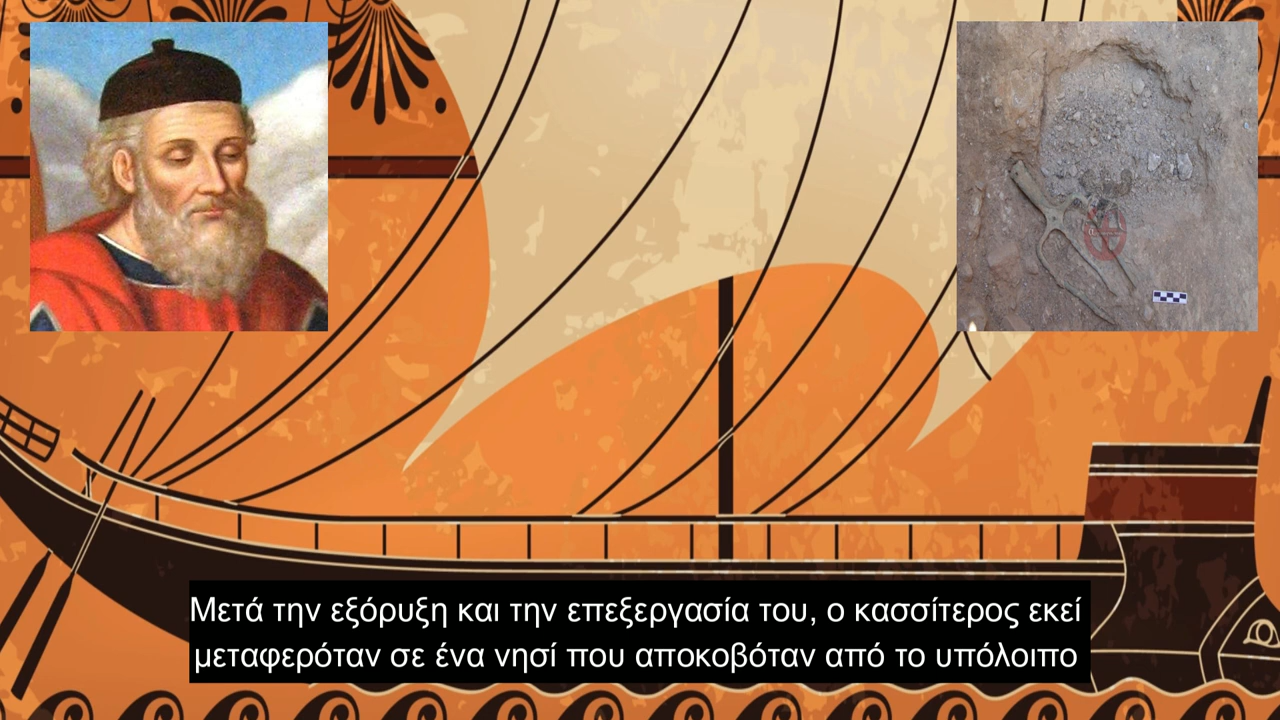 Μετά την εξόρυξη και την επεξεργασία του, ο κασσίτερος εκεί
μεταφερόταν σε ένα νησί που αποκοβόταν από το υπόλοιπο